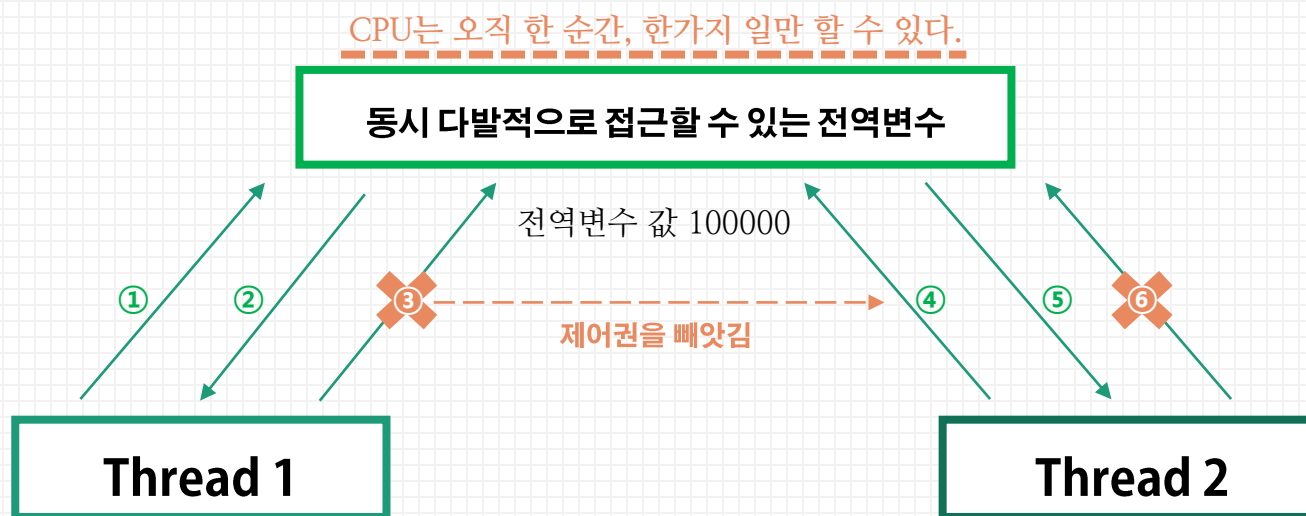 CPU는 오직 한 순간, 한가지 일만 할 수 있다.
동시 다발적으로 접근할 수 있는 전역변수
전역변수 값 100000
① ② ③ ④ ⑤ ⑥
제어권을 빼앗김
Thread 1 Thread 2